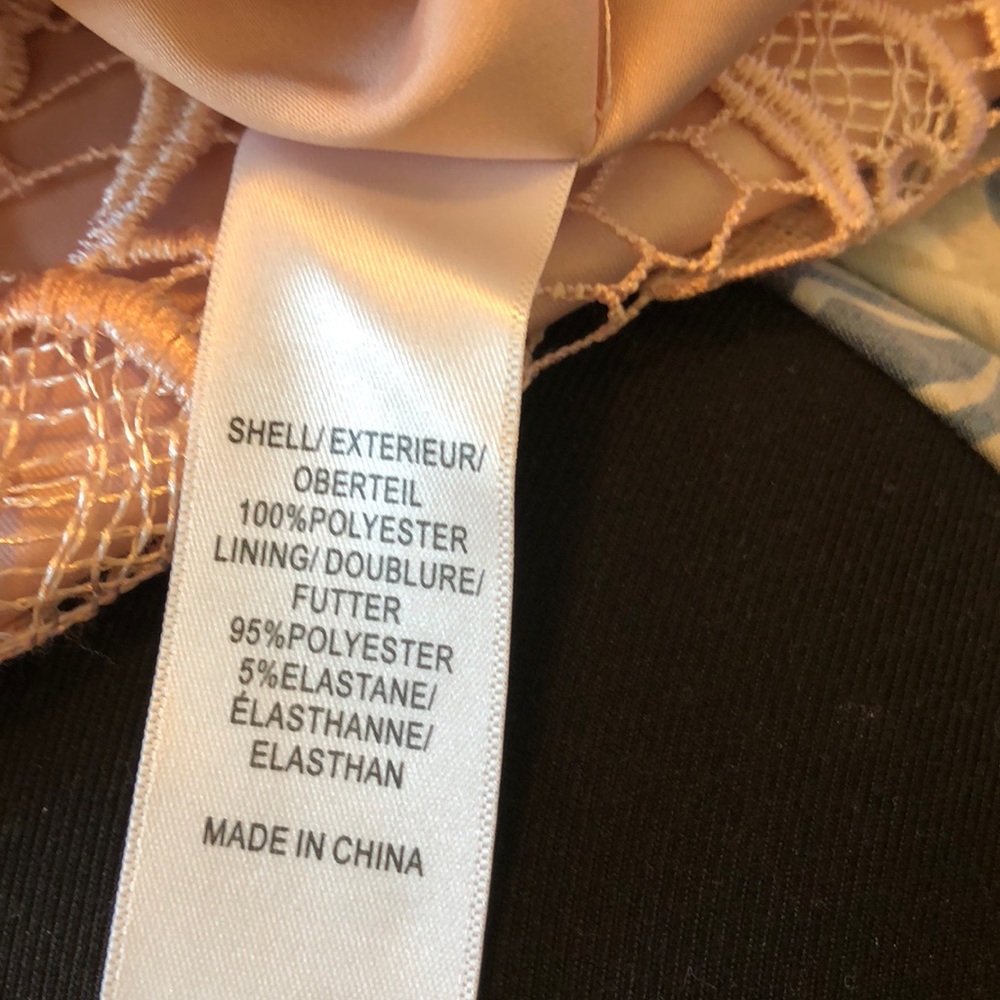 SHELL/EXTERIEUR/
OBERTEIL
100%POLYESTER
LINING/DOUBLURE/
FUTTER
95%POLYESTER
5%ELASTANE/
ÉLASTHANNE/
ELASTHAN
MADE IN CHINA